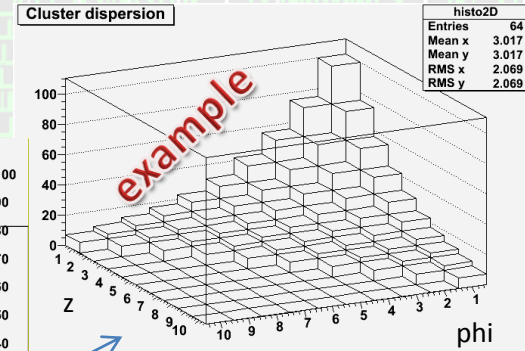 Cluster dispersion
histo2D
Entries 64
Mean x 3.017
Mean y 3.017
RMS x 2.069
RMS y 2.069
example
100
80
60
40
20
0
1 2 3 4 5 6 7 8 9 10
z
10 9 8 7 6 5 4 3 2 1
phi